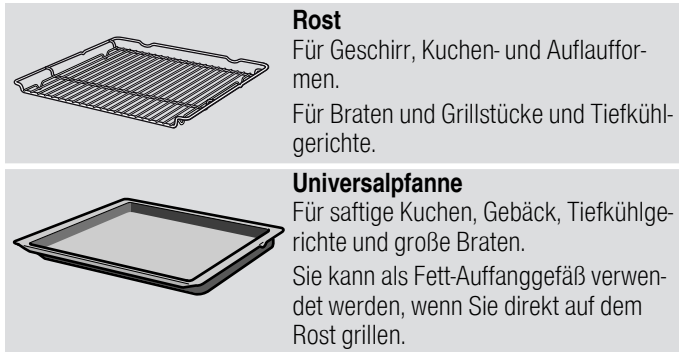 Rost
Für Geschirr, Kuchen- und Auflauffor-
men.
Für Braten und Grillstücke und Tiefkühl-
gerichte.
Universalpfanne
Für saftige Kuchen, Gebäck, Tiefkühlge-
richte und große Braten.
Sie kann als Fett-Auffanggefäß verwen-
det werden, wenn Sie direkt auf dem
Rost grillen.